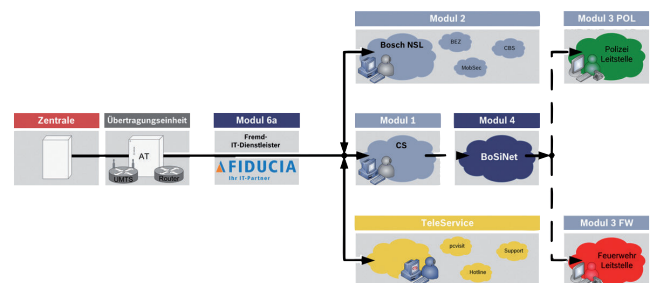 Modul 2
Modul 3 POL
Bosch NSL
BEZ
CBS
MobSec
Polizei
Leitstelle
Zentrale
Übertragungseinheit
Modul 6a
Modul 1
Modul 4
AT
UMTS
Router
Fremd-
IT-Dienstleister
FIDUCIA
Ihr IT-Partner
CS
BoSiNet
TeleService
Modul 3 FW
pcvisit
Support
Hotline
Feuerwehr
Leitstelle